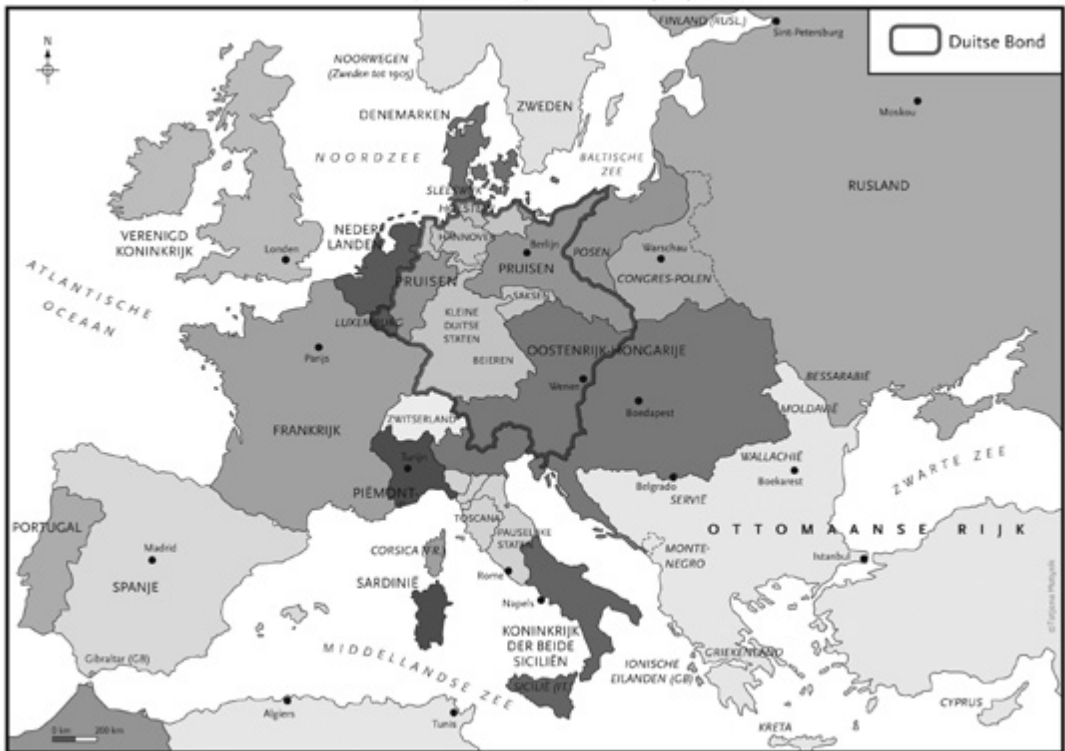 FINLAND (RUSL.)
Sint-Petersburg
Duitse Bond
N
NOORWEGEN
(Zweden tot 1905)
ZWEDEN
Moskou
DENEMARKEN
NOORDZEE
BALTISCHE
ZEE
RUSLAND
SLEESWIJK
HOLSTEIN
VERENIGD
KONINKRIJK
Londen
NEDER
LANDEN
HANNOVER
Berlijn
POSEN
Warschau
CONGRES-POLEN
PRUISEN
PRUISEN
ATLANTISCHE
OCEAAN
SAKSEN
LUXEMBURG
KLEINE
DUITSE
STATEN
BEIEREN
OOSTENRIJK-HONGARIJE
Parijs
Wenen
Boedapest
BESSARABIË
MOLDAVIË
FRANKRIJK
ZWITSERLAND
Turijn
PIËMONT-
WALLACHIË
Boekarest
ZWARTE ZEE
Belgrado
SERVIË
PORTUGAL
Madrid
SPANJE
TOSCANA
PAUSELIJKE
STATEN
CORSICA (FR.)
SARDINIË
Rome
MONTE-
NEGRO
OTTOMAANSE RIJK
Istanbul
Napels
KONINKRIJK
DER BEIDE
SICILIËN
MIDDELLANDSE ZEE
Gibraltar (GB)
SICILIË (IT)
IONISCHE
EILANDEN (GB)
GRIEKENLAND
CYPRUS
KRETA
Algiers
Tunis
0 km 200 km